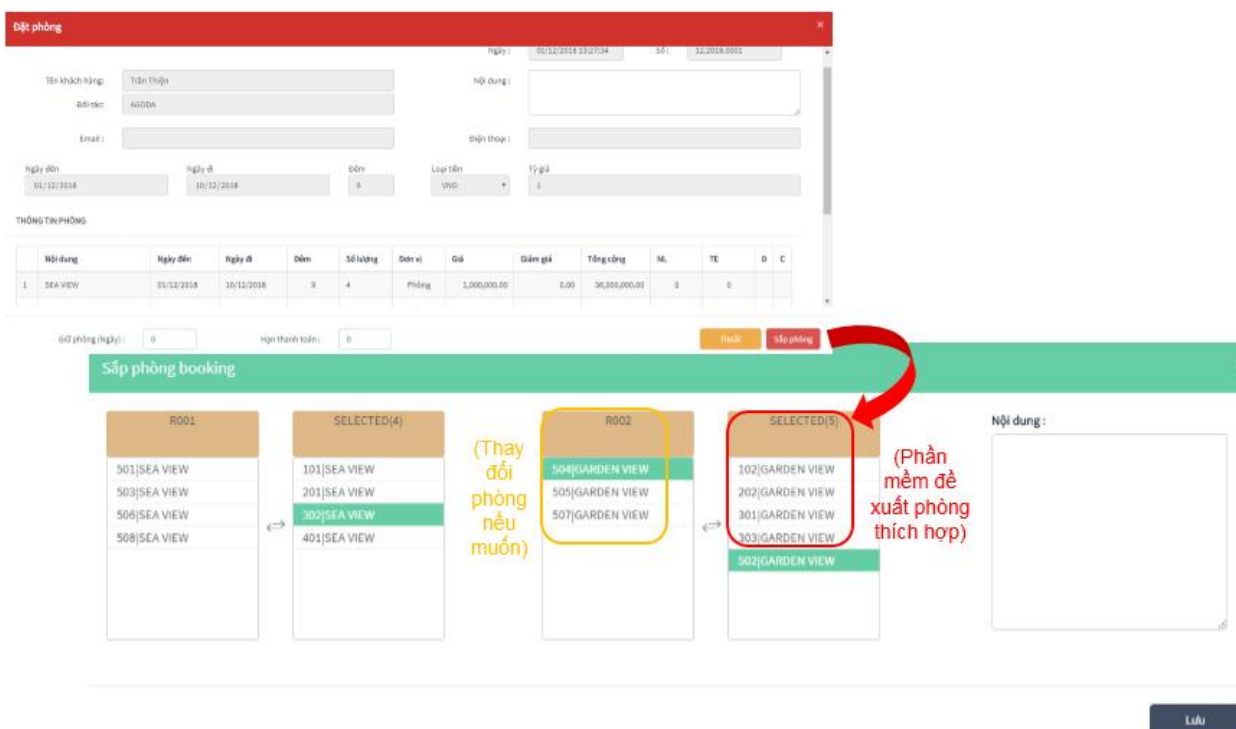 Đặt phòng
×
Ngày : 01/12/2018 13:27:34 Số : 12.2018.0001
Tên khách hàng: Trần Thiện Nội dung :
Đối tác: AGODA
Email : Điện thoại :
Ngày đến Ngày đi Đêm Loại tiền Tỷ giá
01/12/2018 10/12/2018 VND 1
THÔNG TIN PHÒNG
Nội dung Ngày đến Ngày đi Đêm Số lượng Đơn vị Giá Giảm giá Tổng cộng NL TE D C
1 SEA VIEW 01/12/2018 10/12/2018 4 Phòng 1,000,000.00 0.00 36,000,000.00 0 0
Giữ phòng (Ngày) : 0 Hạn thanh toán : 0 Thoát Sắp phòng
Sắp phòng booking
R001 SELECTED(4) R002 SELECTED(5) Nội dung :
501|SEA VIEW 101|SEA VIEW 504|GARDEN VIEW 102|GARDEN VIEW
503|SEA VIEW 201|SEA VIEW 505|GARDEN VIEW 202|GARDEN VIEW
506|SEA VIEW 302|SEA VIEW 507|GARDEN VIEW 301|GARDEN VIEW
508|SEA VIEW 401|SEA VIEW 303|GARDEN VIEW
502|GARDEN VIEW
(Thay
đổi
phòng
nếu
muốn)
(Phần
mềm đề
xuất phòng
thích hợp)
Lưu